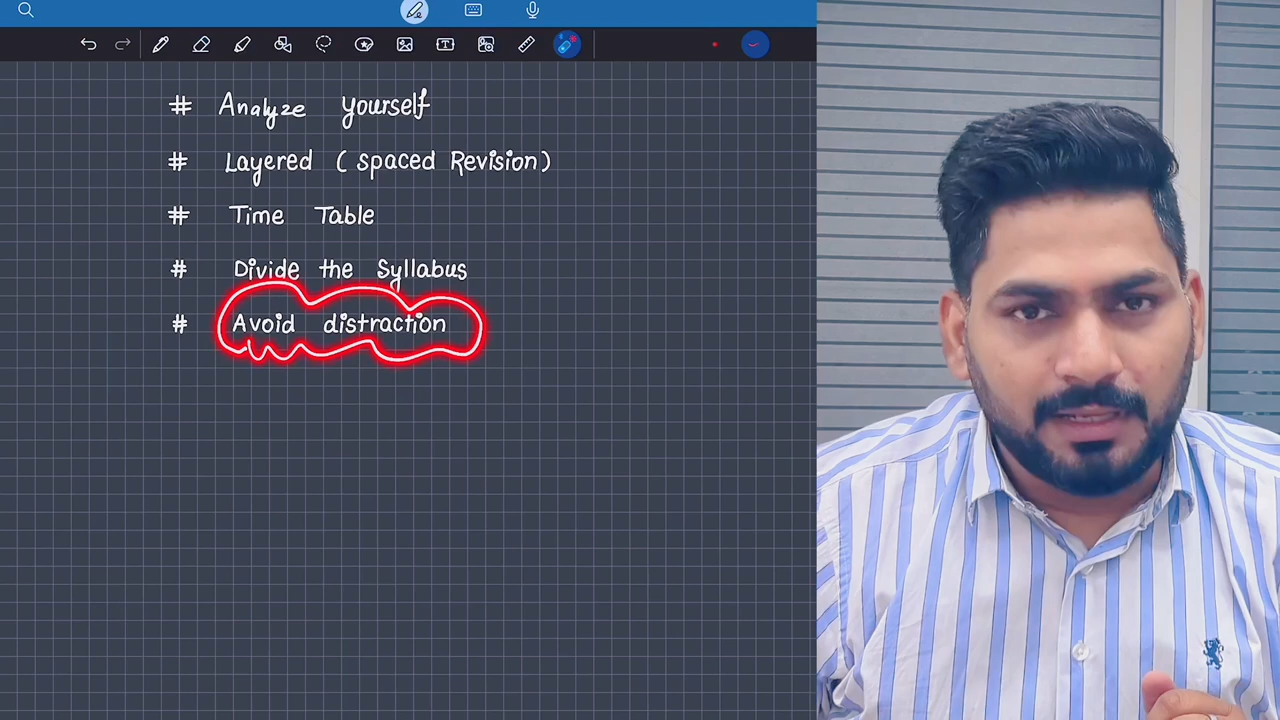 # Analyze yourself
# Layered (spaced Revision)
# Time Table
# Divide the Syllabus
# Avoid distraction